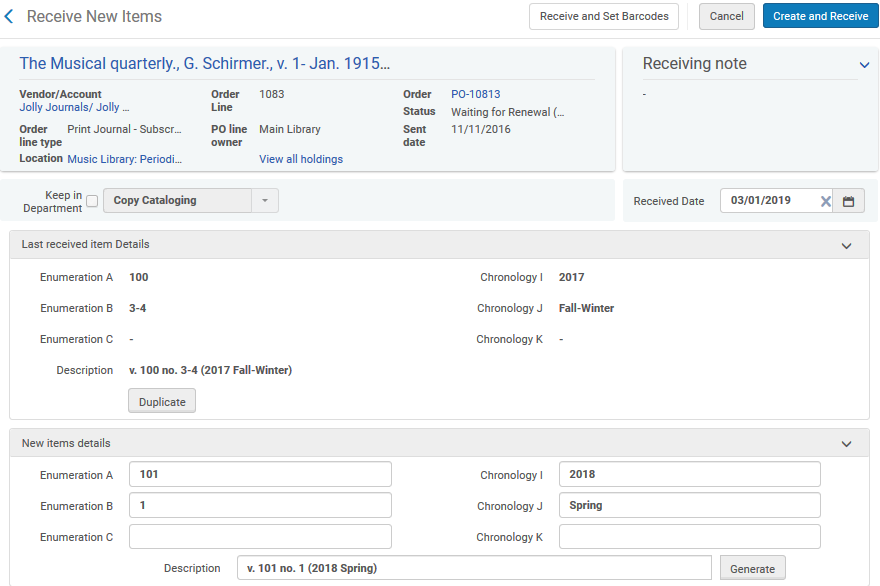 Receive New Items
Receive and Set Barcodes
Cancel
Create and Receive
The Musical quarterly., G. Schirmer., v. 1- Jan. 1915...
Vendor/Account
Jolly Journals/ Jolly ...
Order Line
1083
Order
PO-10813
Status
Waiting for Renewal (...
Order line type
Print Journal - Subscr...
PO line owner
Main Library
Sent date
11/11/2016
Location
Music Library: Periodi...
View all holdings
Receiving note
-
Keep in Department
Copy Cataloging
Received Date
03/01/2019
Last received item Details
Enumeration A
100
Chronology I
2017
Enumeration B
3-4
Chronology J
Fall-Winter
Enumeration C
-
Chronology K
-
Description
v. 100 no. 3-4 (2017 Fall-Winter)
Duplicate
New items details
Enumeration A
101
Chronology I
2018
Enumeration B
1
Chronology J
Spring
Enumeration C
Chronology K
Description
v. 101 no. 1 (2018 Spring)
Generate